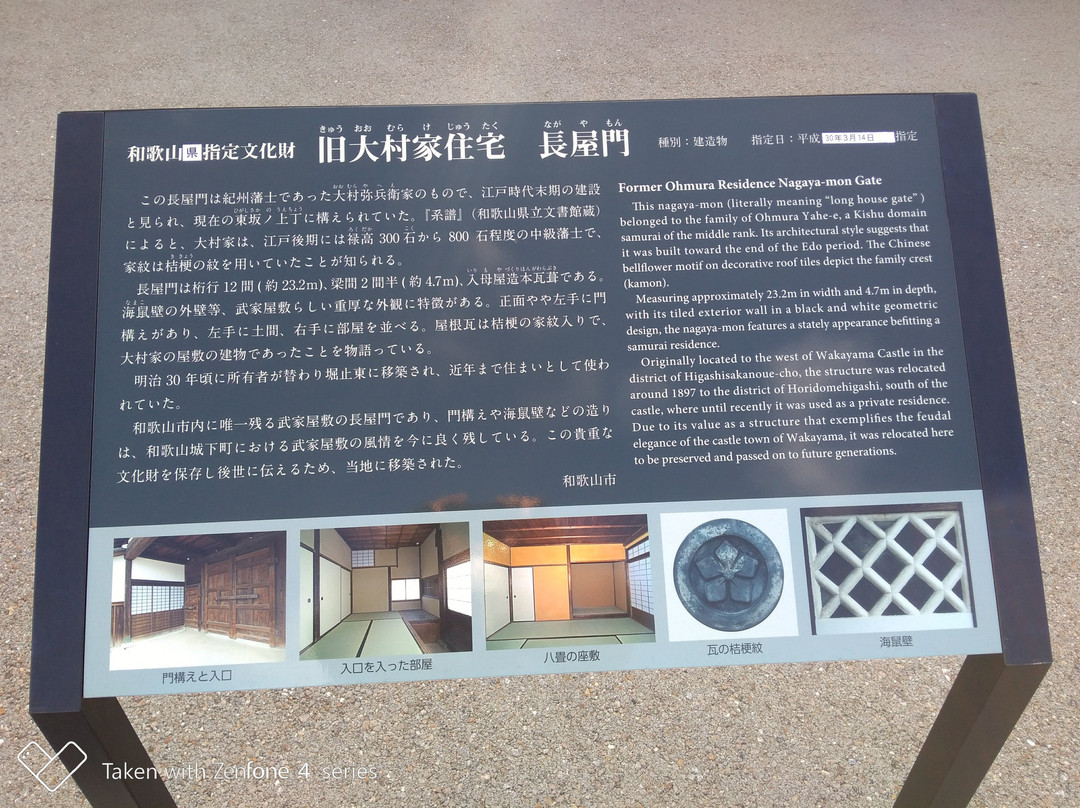 和歌山県指定文化財 旧大村家住宅 長屋門 種別：建造物 指定日：平成30年3月14日指定
きゅう おお むら け じゅう たく なが や もん
この長屋門は紀州藩士であった大村弥兵衛家のもので、江戸時代末期の建設
と見られ、現在の東坂ノ上丁に構えられていた。『系譜』（和歌山県立文書館蔵）
によると、大村家は、江戸後期には禄高 300 石から 800 石程度の中級藩士で、
家紋は桔梗の紋を用いていたことが知られる。
長屋門は桁行 12 間 ( 約 23.2m)、梁間 2 間半 ( 約 4.7m)、入母屋造本瓦葺である。
海鼠壁の外壁等、武家屋敷らしい重厚な外観に特徴がある。正面やや左手に門
構えがあり、左手に土間、右手に部屋を並べる。屋根瓦は桔梗の家紋入りで、
大村家の屋敷の建物であったことを物語っている。
明治 30 年頃に所有者が替わり堀止東に移築され、近年まで住まいとして使わ
れていた。
和歌山市内に唯一残る武家屋敷の長屋門であり、門構えや海鼠壁などの造り
は、和歌山城下町における武家屋敷の風情を今に良く残している。この貴重な
文化財を保存し後世に伝えるため、当地に移築された。
和歌山市
Former Ohmura Residence Nagaya-mon Gate
This nagaya-mon (literally meaning “long house gate” )
belonged to the family of Ohmura Yahe-e, a Kishu domain
samurai of the middle rank. Its architectural style suggests that
it was built toward the end of the Edo period. The Chinese
bellflower motif on decorative roof tiles depict the family crest
(kamon).
Measuring approximately 23.2m in width and 4.7m in depth,
with its tiled exterior wall in a black and white geometric
design, the nagaya-mon features a stately appearance befitting a
samurai residence.
Originally located to the west of Wakayama Castle in the
district of Higashisakanoue-cho, the structure was relocated
around 1897 to the district of Horidomehigashi, south of the
castle, where until recently it was used as a private residence.
Due to its value as a structure that exemplifies the feudal
elegance of the castle town of Wakayama, it was relocated here
to be preserved and passed on to future generations.
門構えと入口
入口を入った部屋
八畳の座敷
瓦の桔梗紋
海鼠壁
Taken with Zenfone 4 series